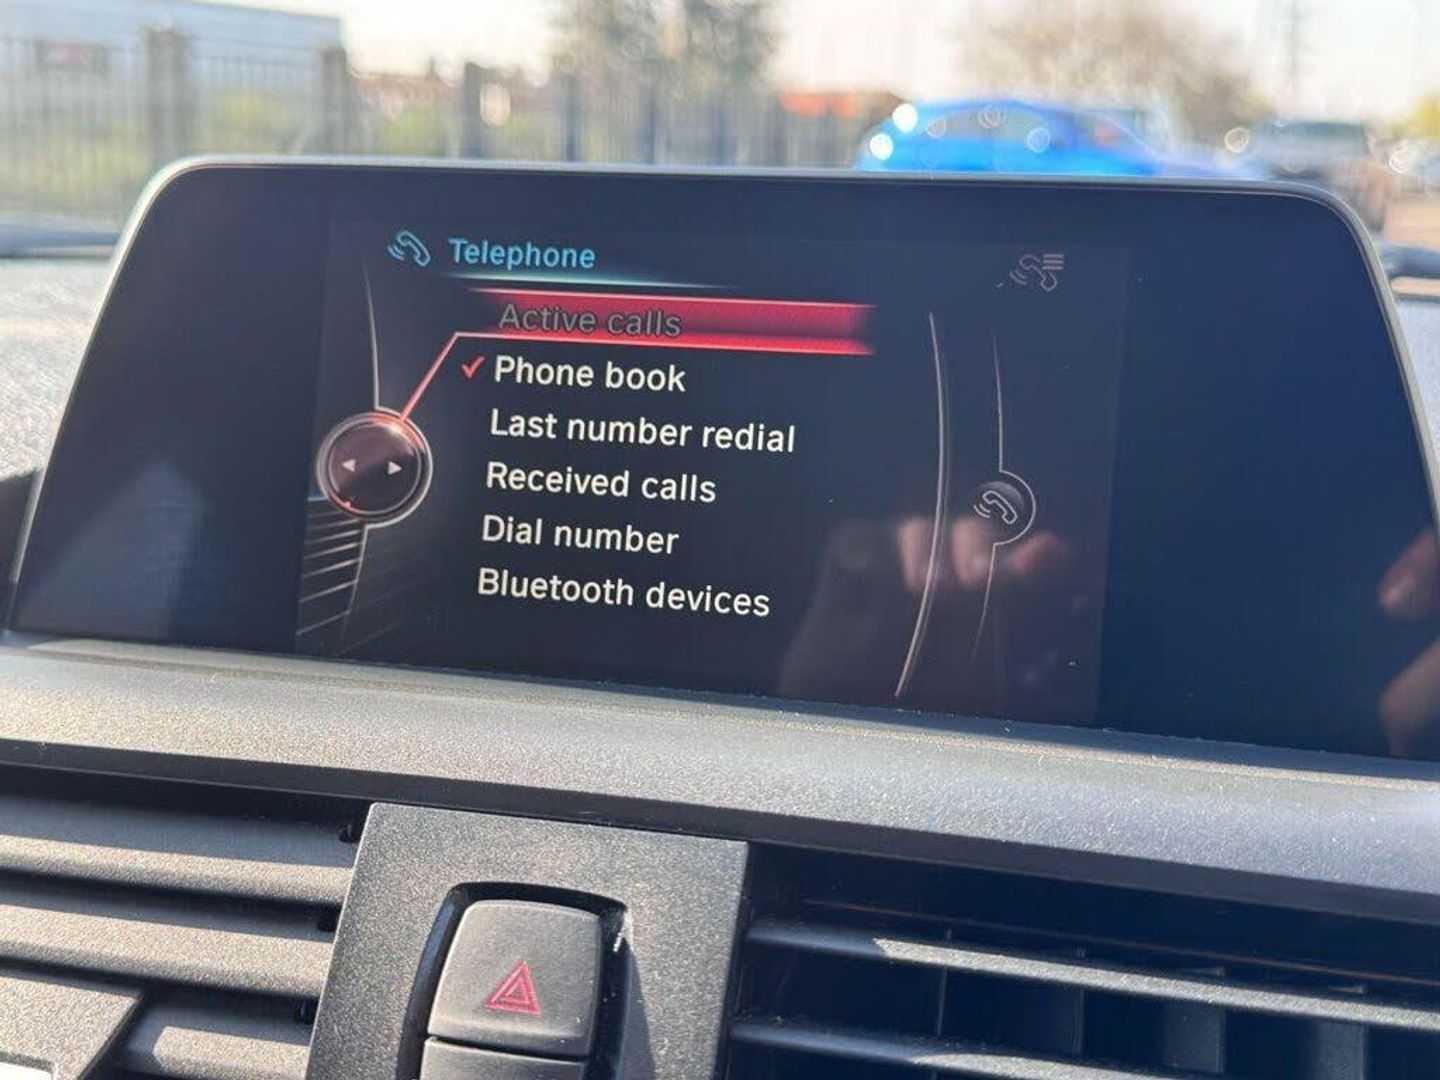 Telephone
Active calls
Phone book
Last number redial
Received calls
Dial number
Bluetooth devices